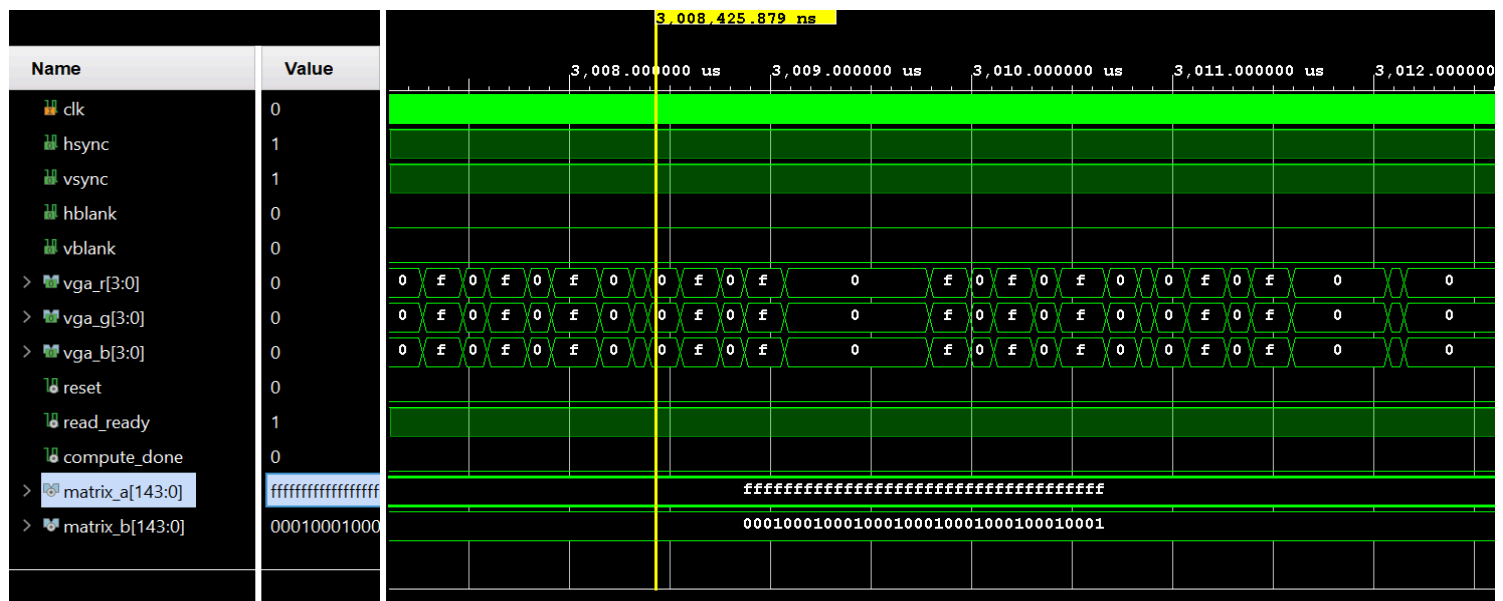 3,008,425.879 ns
Name Value 3,008.000000 us 3,009.000000 us 3,010.000000 us 3,011.000000 us 3,012.000000
clk 0
hsync 1
vsync 1
hblank 0
vblank 0
vga_r[3:0] 0 0 f 0 f 0 f 0 0 f 0 f 0 f 0 f 0 f 0 0 f 0 f 0 0
vga_g[3:0] 0 0 f 0 f 0 f 0 0 f 0 f 0 f 0 f 0 f 0 0 f 0 f 0 0
vga_b[3:0] 0 0 f 0 f 0 f 0 0 f 0 f 0 f 0 f 0 f 0 0 f 0 f 0 0
reset 0
read_ready 1
compute_done 0
matrix_a[143:0] ffffffffffffffffff ffffffffffffffffffffffffffffffffffff
matrix_b[143:0] 00010001000 000100010001000100010001000100010001